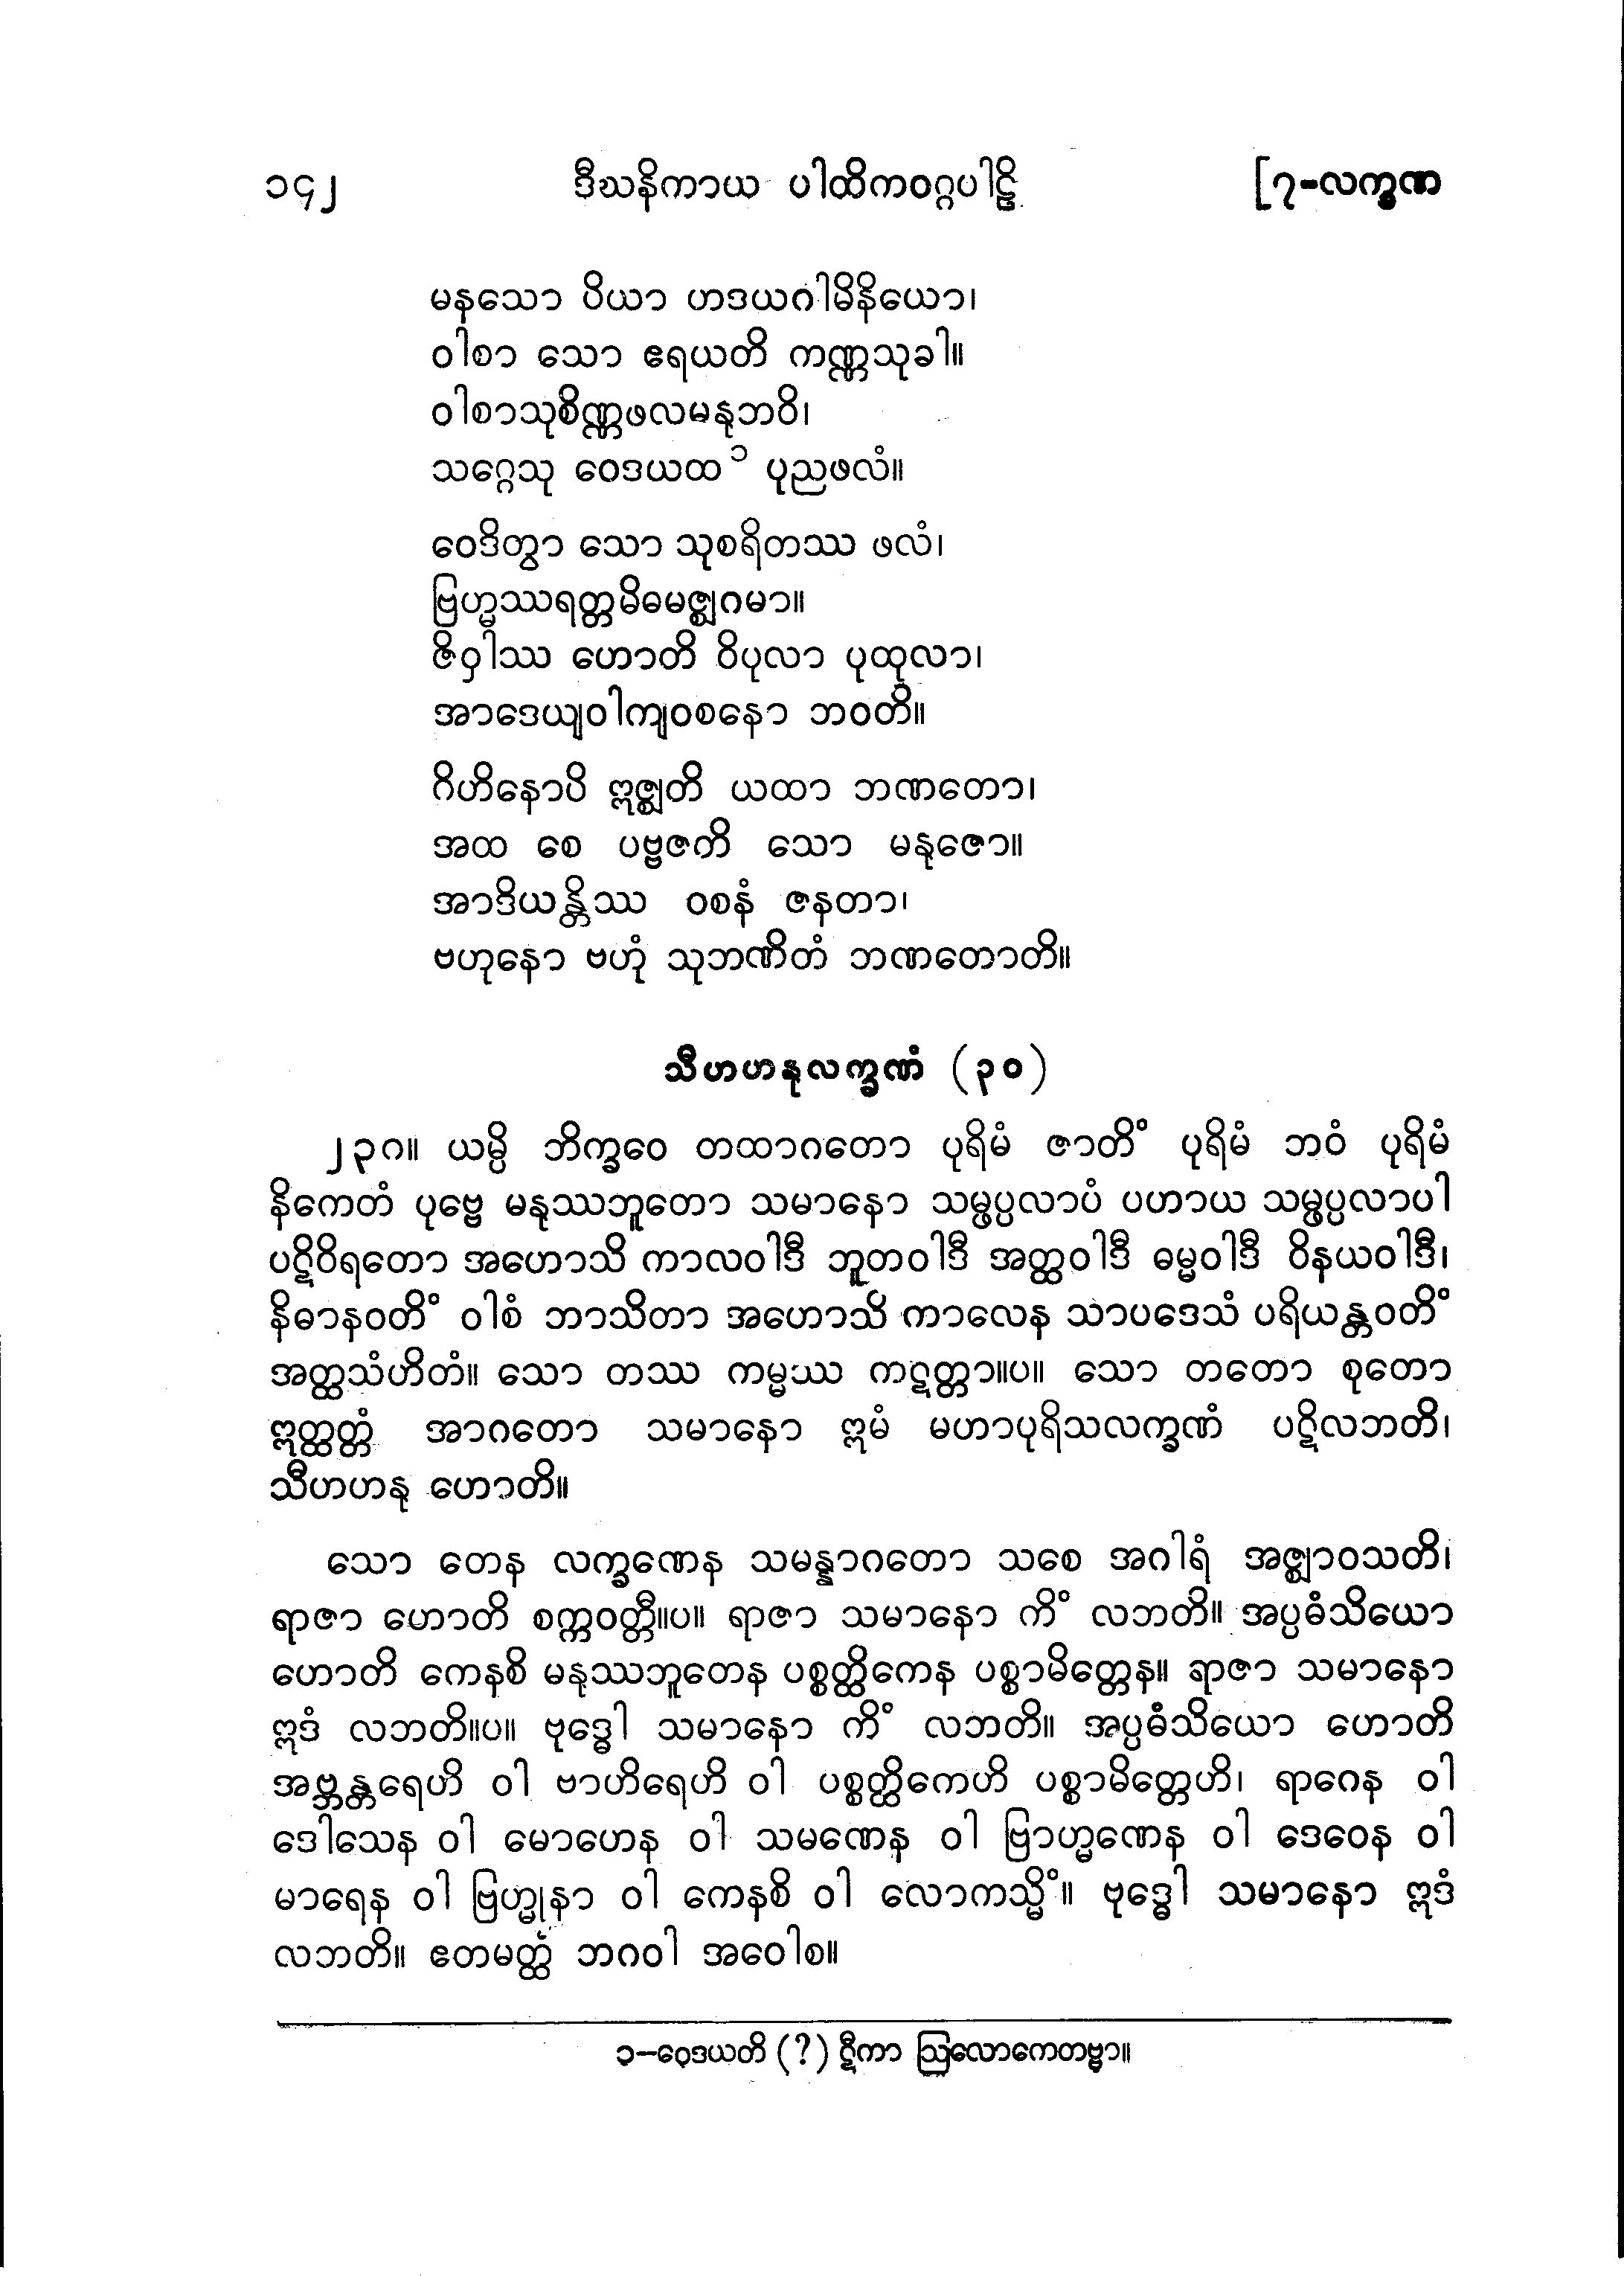 ၁၄၂ ဒီဃနိကာယ ပါထိကဝဂ္ဂပါဠိ [၇-လက္ခဏ
မနသော ပိယာ ဟဒယဂါမိနိယော၊
ဝါစာ သော ဧရယတိ ကဏ္ဏသုခါ။
ဝါစာသုစိဏ္ဏဖလမနုဘဝိ၊
သဂ္ဂေသု ဝေဒယထ ၁ ပုညဖလံ။
ဝေဒိတွာ သော သုစရိတဿ ဖလံ၊
ဗြဟ္မဿရတ္တမိဓမဇ္ဈဂမာ။
ဇိဝှါဿ ဟောတိ ဝိပုလာ ပုထုလာ၊
အာဒေယျဝါကျဝစနော ဘဝတိ။
ဂိဟိနောပိ ဣဇ္ဈတိ ယထာ ဘဏတော၊
အထ စေ ပဗ္ဗဇကိ သော မနုဇော။
အာဒိယန္တိဿ ဝစနံ ဇနတာ၊
ဗဟုနော ဗဟုံ သုဘဏိတံ ဘဏတောတိ။
သီဟဟနုလက္ခဏံ (၃၀)
၂၃၈။ ယမ္ပိ ဘိက္ခဝေ တထာဂတော ပုရိမံ ဇာတိံ ပုရိမံ ဘဝံ ပုရိမံ
နိကေတံ ပုဗ္ဗေ မနုဿဘူတော သမာနော သမ္ဖပ္ပလာပံ ပဟာယ သမ္ဖပ္ပလာပါ
ပဋိဝိရတော အဟောသိ ကာလဝါဒီ ဘူတဝါဒီ အတ္ထဝါဒီ ဓမ္မဝါဒီ ဝိနယဝါဒီ၊
နိဓာနဝတိံ ဝါစံ ဘာသိတာ အဟောသိ ကာလေန သာပဒေသံ ပရိယန္တဝတိံ
အတ္ထသံဟိတံ။ သော တဿ ကမ္မဿ ကဋတ္တာ။ပ။ သော တတော စုတော
ဣတ္ထတ္တံ အာဂတော သမာနော ဣမံ မဟာပုရိသလက္ခဏံ ပဋိလဘတိ၊
သီဟဟနု ဟောတိ။
သော တေန လက္ခဏေန သမန္နာဂတော သစေ အဂါရံ အဇ္ဈာဝသတိ၊
ရာဇာ ဟောတိ စက္ကဝတ္တီ။ပ။ ရာဇာ သမာနော ကိံ လဘတိ။ အပ္ပဓံသိယော
ဟောတိ ကေနစိ မနုဿဘူတေန ပစ္စတ္ထိကေန ပစ္စာမိတ္တေန။ ရာဇာ သမာနော
ဣဒံ လဘတိ။ပ။ ဗုဒ္ဓေါ သမာနော ကိံ လဘတိ။ အပ္ပဓံသိယော ဟောတိ
အဗ္ဘန္တရေဟိ ဝါ ဗာဟိရေဟိ ဝါ ပစ္စတ္ထိကေဟိ ပစ္စာမိတ္တေဟိ၊ ရာဂေန ဝါ
ဒေါသေန ဝါ မောဟေန ဝါ သမဏေန ဝါ ဗြာဟ္မဏေန ဝါ ဒေဝေန ဝါ
မာရေန ဝါ ဗြဟ္မုနာ ဝါ ကေနစိ ဝါ လောကသ္မိံ။ ဗုဒ္ဓေါ သမာနော ဣဒံ
လဘတိ။ ဧတမတ္ထံ ဘဂဝါ အဝေါစ။
၁-ဝေဒယတိ (?) ဋီကာ ဩလောကေတဗ္ဗာ။